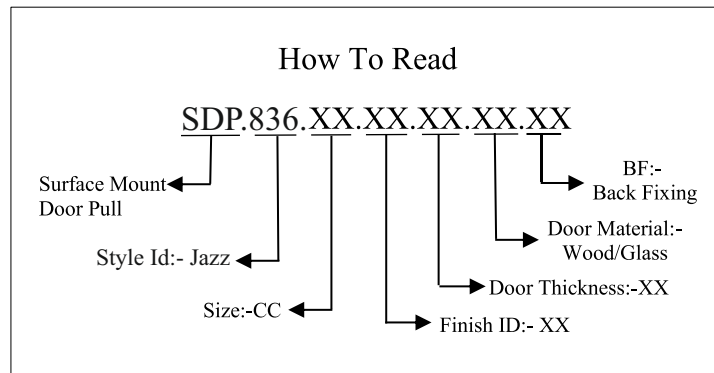 How To Read
SDP.836.XX.XX.XX.XX.XX
Surface Mount
Door Pull
BF:-
Back Fixing
Style Id:- Jazz
Door Material:-
Wood/Glass
Size:-CC
Door Thickness:-XX
Finish ID:- XX